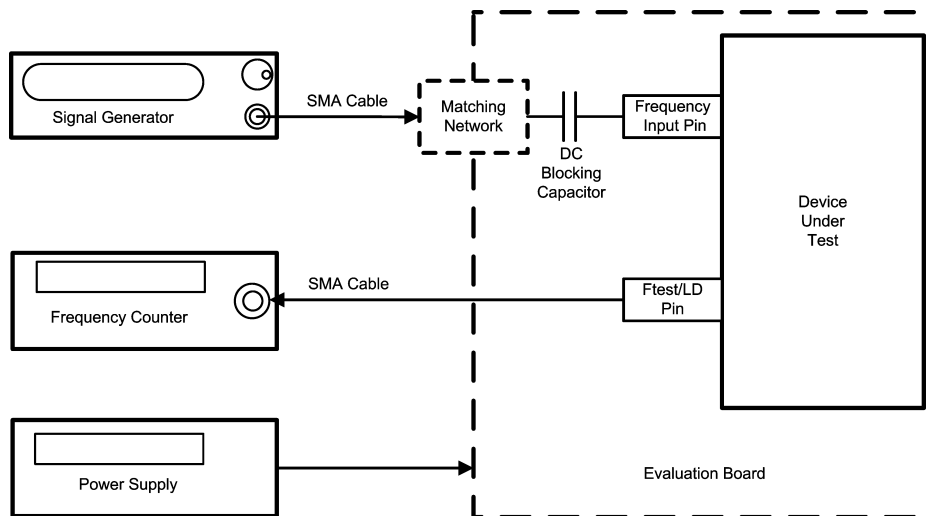 Signal Generator
SMA Cable
Matching
Network
DC
Blocking
Capacitor
Frequency
Input Pin
Device
Under
Test
Frequency Counter
SMA Cable
Ftest/LD
Pin
Power Supply
Evaluation Board